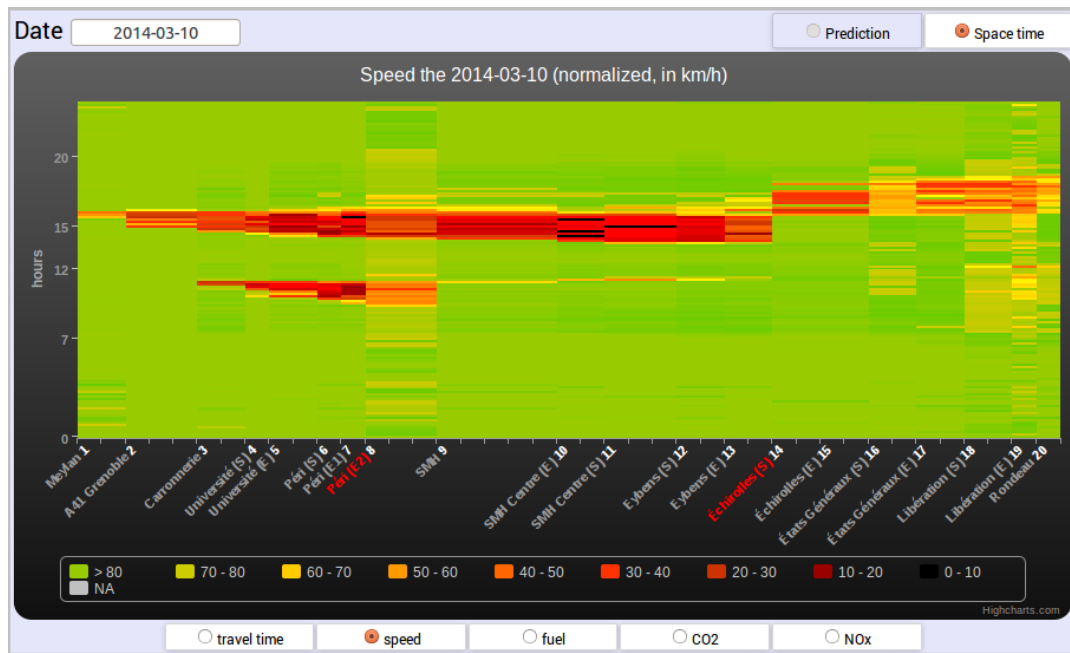 Date 2014-03-10 Prediction Space time
Speed the 2014-03-10 (normalized, in km/h)
hours
20
15
12
7
0
Meylan 1
A41 Grenoble 2
Carronnerie 3
Université (S) 4
Université (E) 5
Péri (S) 6
Péri (E1) 7
Péri (E2) 8
SMH 9
SMH Centre (E) 10
SMH Centre (S) 11
Eybens (S) 12
Eybens (E) 13
Échirolles (S) 14
Échirolles (E) 15
États Généraux (S) 16
États Généraux (E) 17
Libération (S) 18
Libération (E) 19
Rondeau 20
> 80 70 - 80 60 - 70 50 - 60 40 - 50 30 - 40 20 - 30 10 - 20 0 - 10
NA
Highcharts.com
travel time speed fuel CO2 NOx